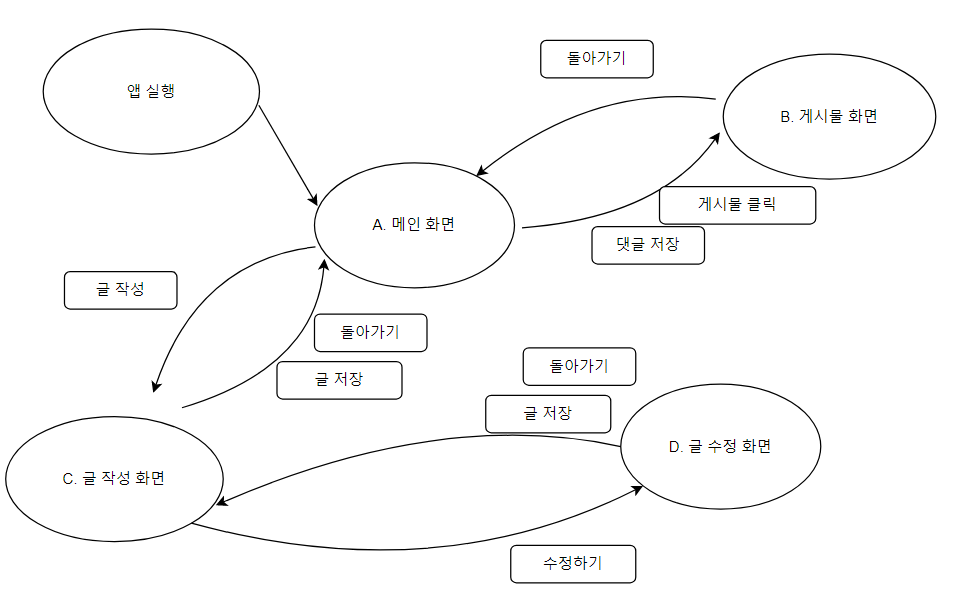 앱 실행
돌아가기
B. 게시물 화면
A. 메인 화면
게시물 클릭
댓글 저장
글 작성
돌아가기
글 저장
돌아가기
글 저장
D. 글 수정 화면
C. 글 작성 화면
수정하기